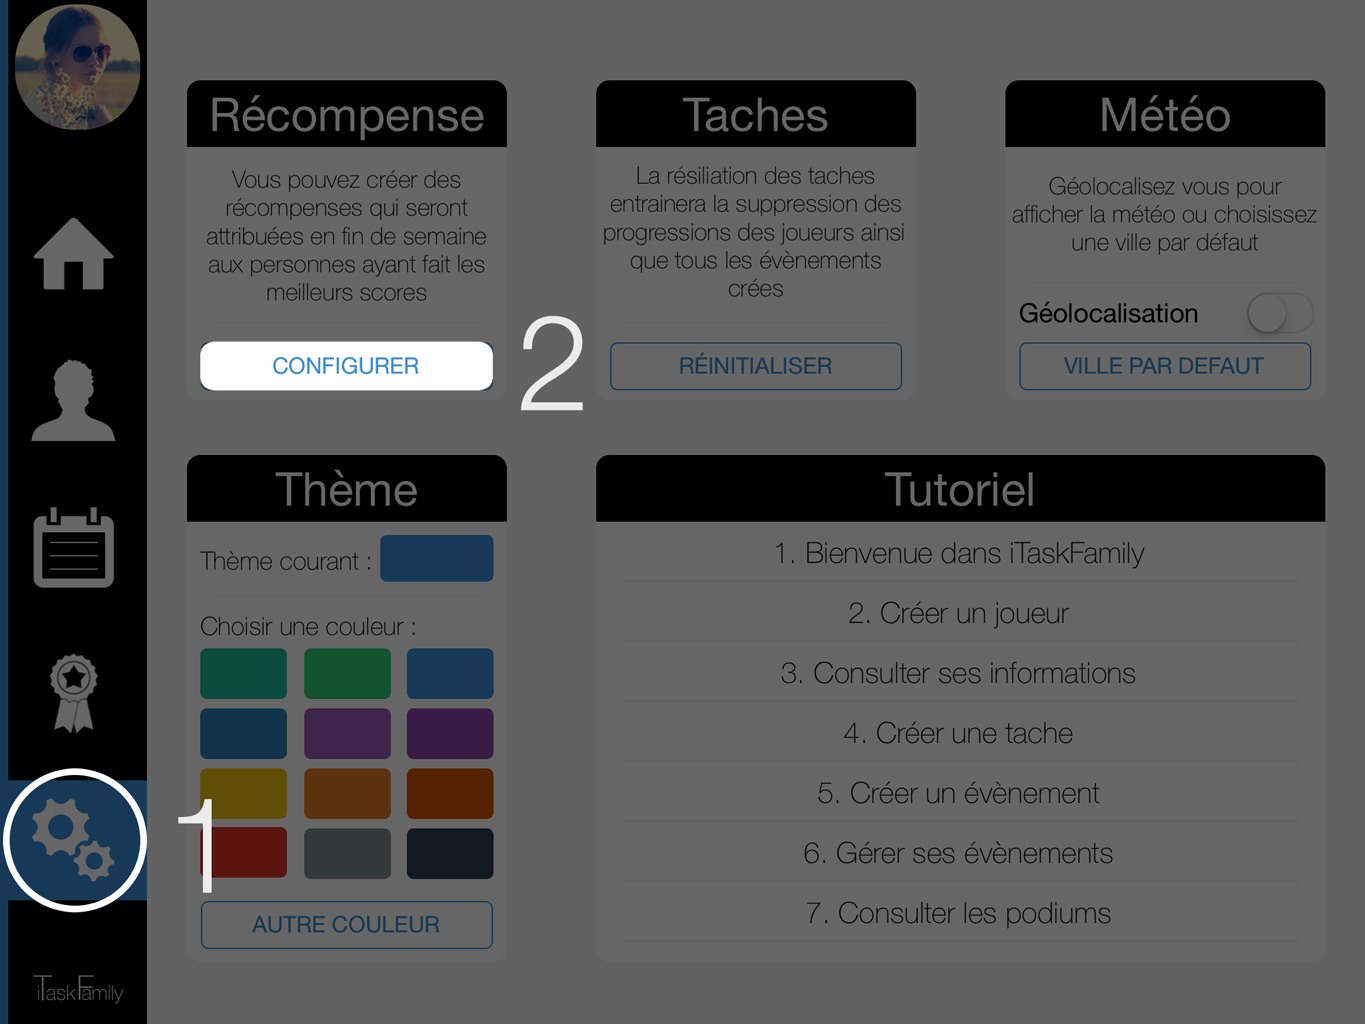 Récompense
Vous pouvez créer des
récompenses qui seront
attribuées en fin de semaine
aux personnes ayant fait les
meilleurs scores
CONFIGURER
2
Taches
La résiliation des taches
entrainera la suppression des
progressions des joueurs ainsi
que tous les évènements
crées
RÉINITIALISER
Météo
Géolocalisez vous pour
afficher la météo ou choisissez
une ville par défaut
Géolocalisation
VILLE PAR DEFAUT
Thème
Thème courant :
Choisir une couleur :
1
AUTRE COULEUR
Tutoriel
1. Bienvenue dans iTaskFamily
2. Créer un joueur
3. Consulter ses informations
4. Créer une tache
5. Créer un évènement
6. Gérer ses évènements
7. Consulter les podiums
iTaskFamily